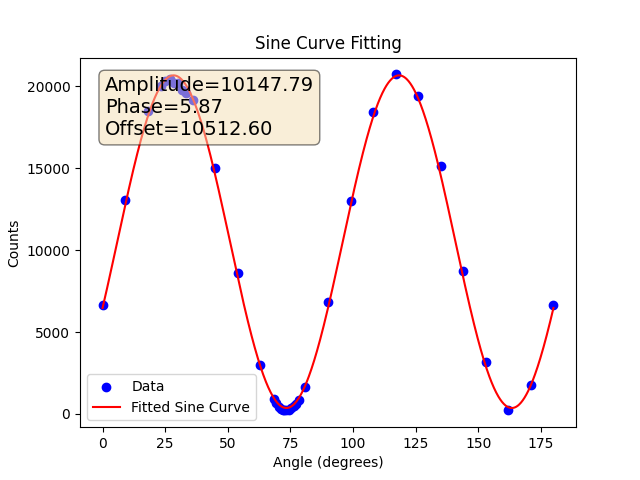 Sine Curve Fitting
Amplitude=10147.79
Phase=5.87
Offset=10512.60
Counts
20000
15000
10000
5000
0
Data
Fitted Sine Curve
0 25 50 75 100 125 150 175
Angle (degrees)